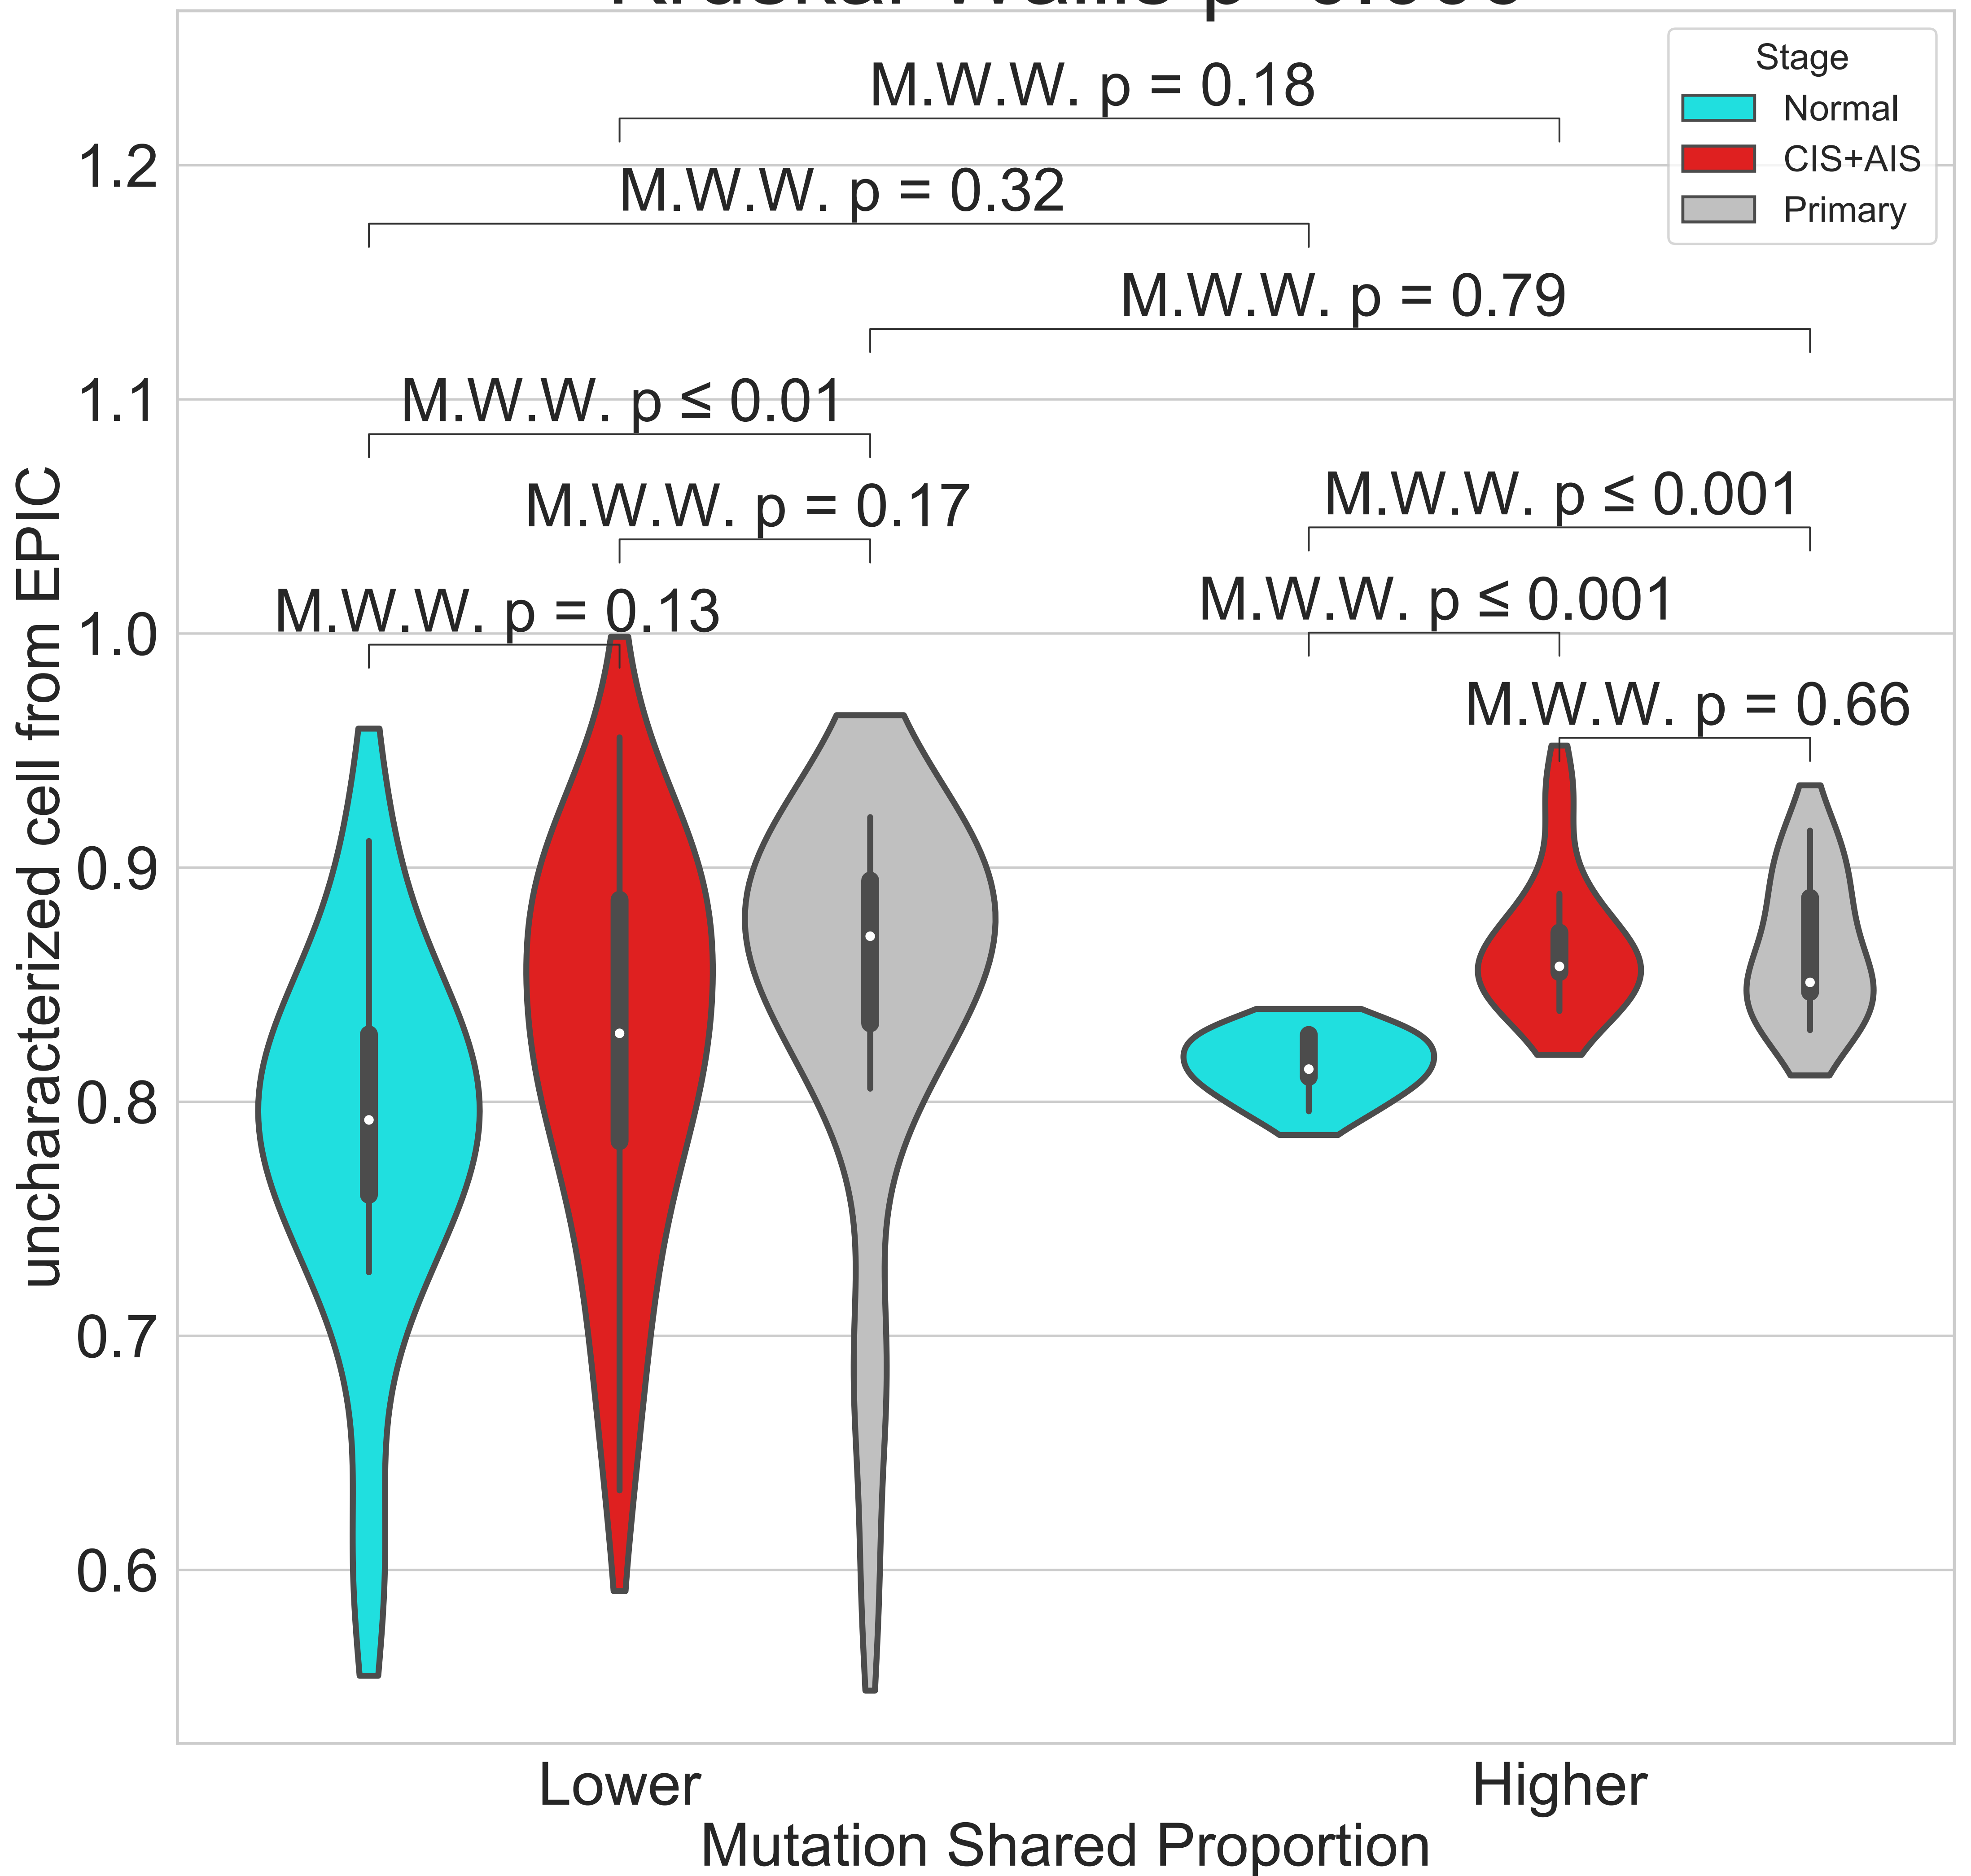 Stage
Normal
CIS+AIS
Primary
M.W.W. p = 0.18
M.W.W. p = 0.32
M.W.W. p = 0.79
M.W.W. p ≤ 0.01
M.W.W. p = 0.17
M.W.W. p ≤ 0.001
M.W.W. p = 0.13
M.W.W. p ≤ 0.001
M.W.W. p = 0.66
uncharacterized cell from EPIC
1.2
1.1
1.0
0.9
0.8
0.7
0.6
Lower
Higher
Mutation Shared Proportion